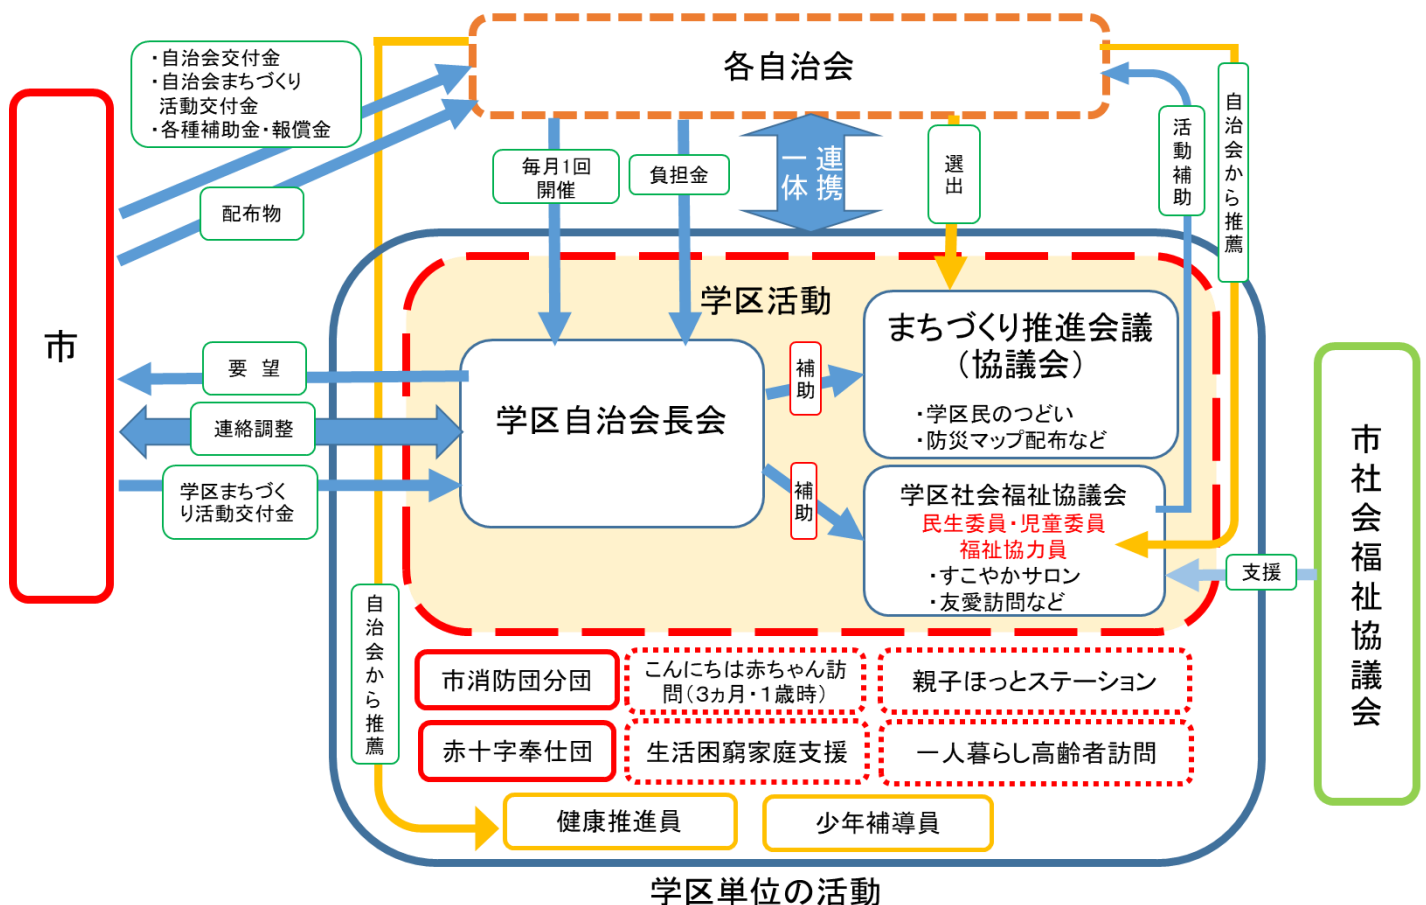 各自治会
・自治会交付金
・自治会まちづくり
活動交付金
・各種補助金・報償金
配布物
市
毎月1回
開催
負担金
連携
一体
選出
活動補助
自治会から推薦
学区活動
まちづくり推進会議
(協議会)
・学区民のつどい
・防災マップ配布など
学区自治会長会
補助
補助
要 望
連絡調整
学区まちづく
り活動交付金
学区社会福祉協議会
民生委員・児童委員
福祉協力員
・すこやかサロン
・友愛訪問など
支援
市社会福祉協議会
自治会から推薦
市消防団分団
こんにちは赤ちゃん訪
問(3ヵ月・1歳時)
親子ほっとステーション
赤十字奉仕団
生活困窮家庭支援
一人暮らし高齢者訪問
健康推進員
少年補導員
学区単位の活動